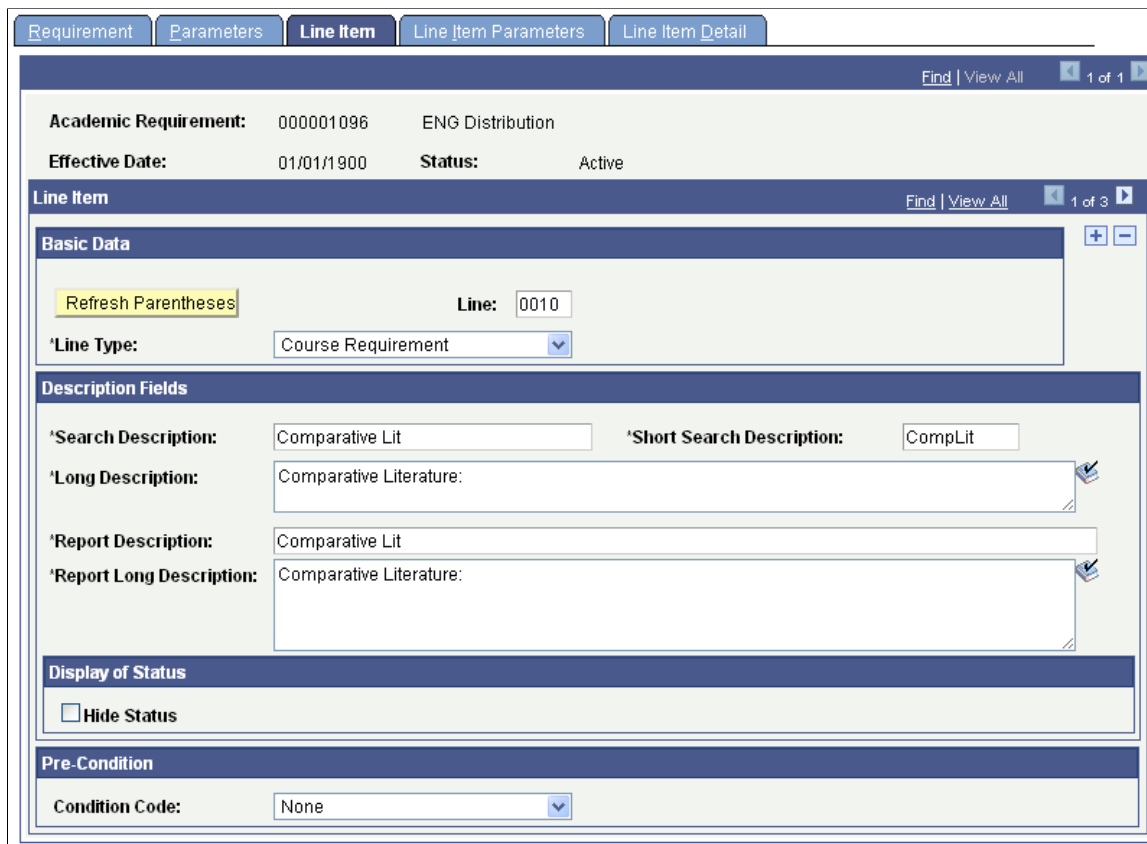 Requirement Parameters Line Item Line Item Parameters Line Item Detail
Find | View All 1 of 1
Academic Requirement: 000001096 ENG Distribution
Effective Date: 01/01/1900 Status: Active
Line Item Find | View All 1 of 3
Basic Data
Refresh Parentheses Line: 0010
*Line Type: Course Requirement
Description Fields
*Search Description: Comparative Lit *Short Search Description: CompLit
*Long Description: Comparative Literature:
*Report Description: Comparative Lit
*Report Long Description: Comparative Literature:
Display of Status
Hide Status
Pre-Condition
Condition Code: None